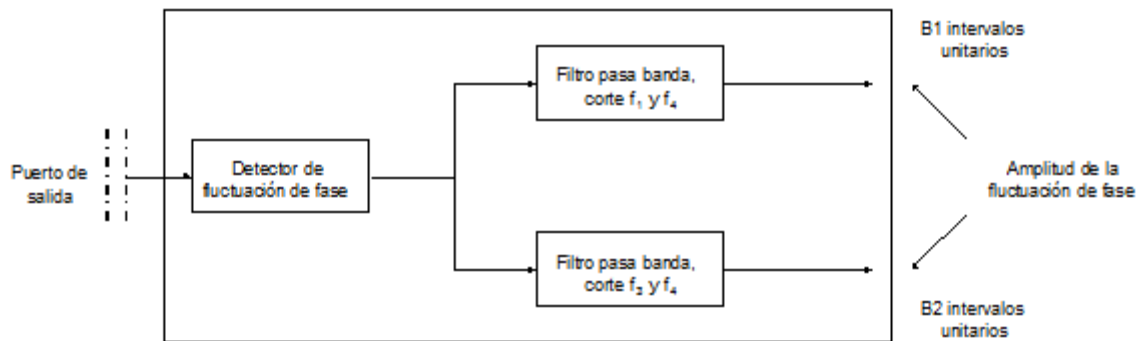 Puerto de
salida
Detector de
fluctuación de fase
Filtro pasa banda,
corte f₁ y f₄
Filtro pasa banda,
corte f₃ y f₄
B1 intervalos
unitarios
Amplitud de la
fluctuación de fase
B2 intervalos
unitarios